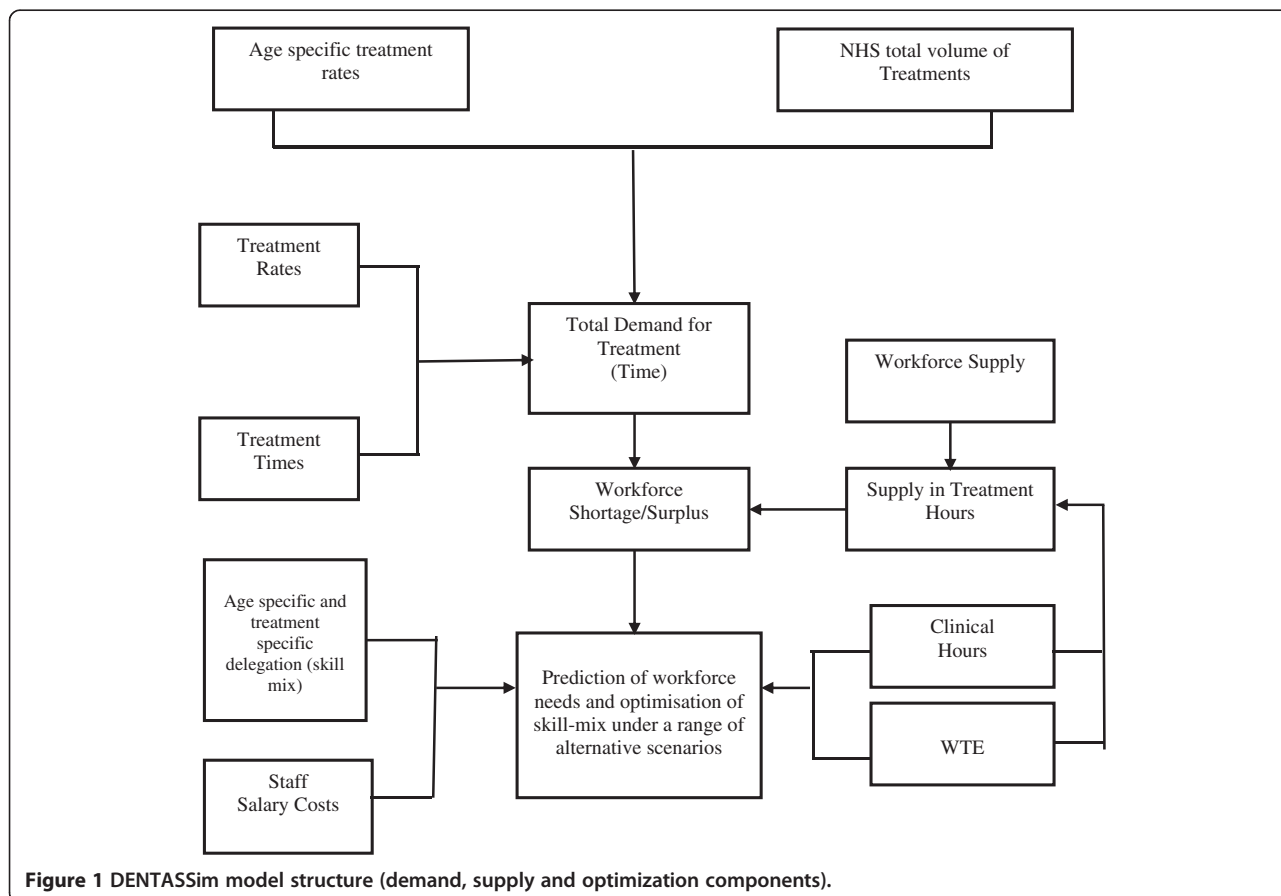 Age specific treatment
rates
NHS total volume of
Treatments
Treatment
Rates
Total Demand for
Treatment
(Time)
Workforce Supply
Treatment
Times
Workforce
Shortage/Surplus
Supply in Treatment
Hours
Age specific and
treatment
specific
delegation (skill
mix)
Prediction of workforce
needs and optimisation of
skill-mix under a range of
alternative scenarios
Clinical
Hours
WTE
Staff
Salary Costs
Figure 1 DENTASSim model structure (demand, supply and optimization components).